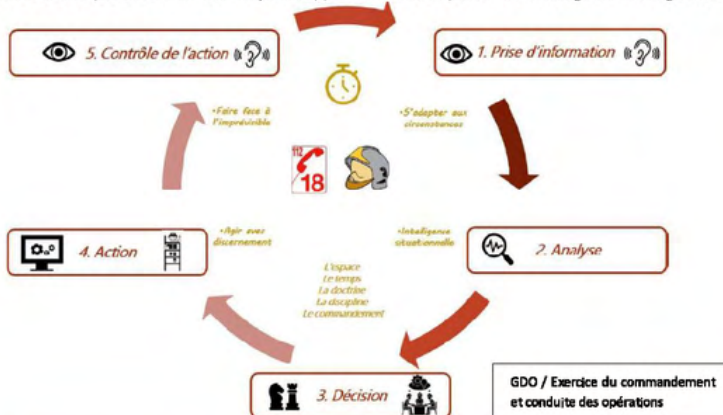 5. Contrôle de l'action
1. Prise d'information
•Faire face à
l'imprévisible
•S'adapter aux
circonstances
112
18
4. Action
•Agir avec
discernement
•Intelligence
situationnelle
2. Analyse
L'espace
Le temps
La doctrine
La discipline
Le commandement
3. Décision
GDO / Exercice du commandement
et conduite des opérations